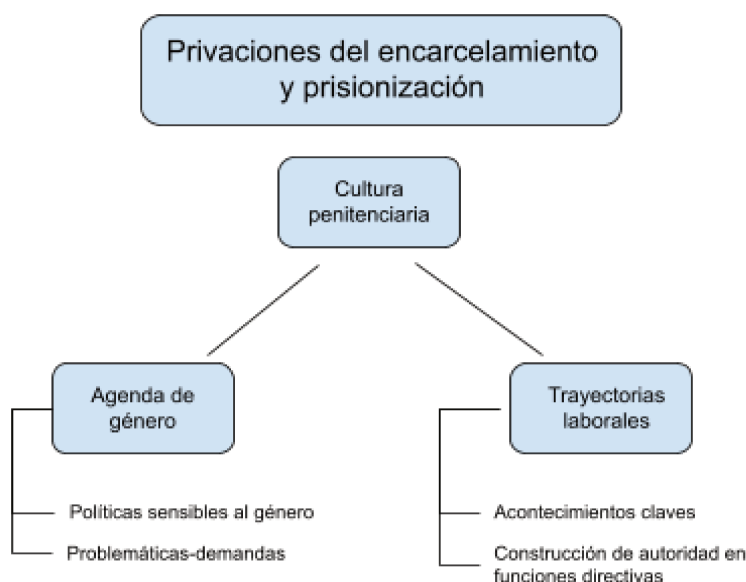 Privaciones del encarcelamiento
y prisionización
Cultura
penitenciaria
Agenda de
género
Políticas sensibles al género
Problemáticas-demandas
Trayectorias
laborales
Acontecimientos claves
Construcción de autoridad en
funciones directivas